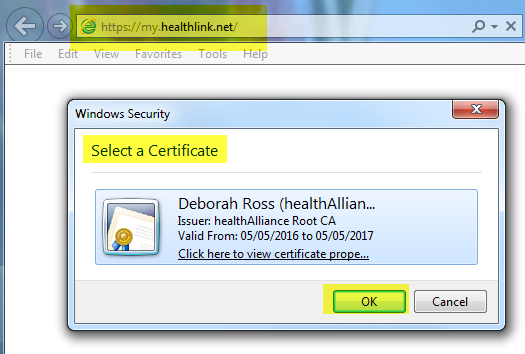 https://my.healthlink.net/
File Edit View Favorites Tools Help
Windows Security
Select a Certificate
Deborah Ross (healthAllian...
Issuer: healthAlliance Root CA
Valid From: 05/05/2016 to 05/05/2017
Click here to view certificate prope...
OK Cancel